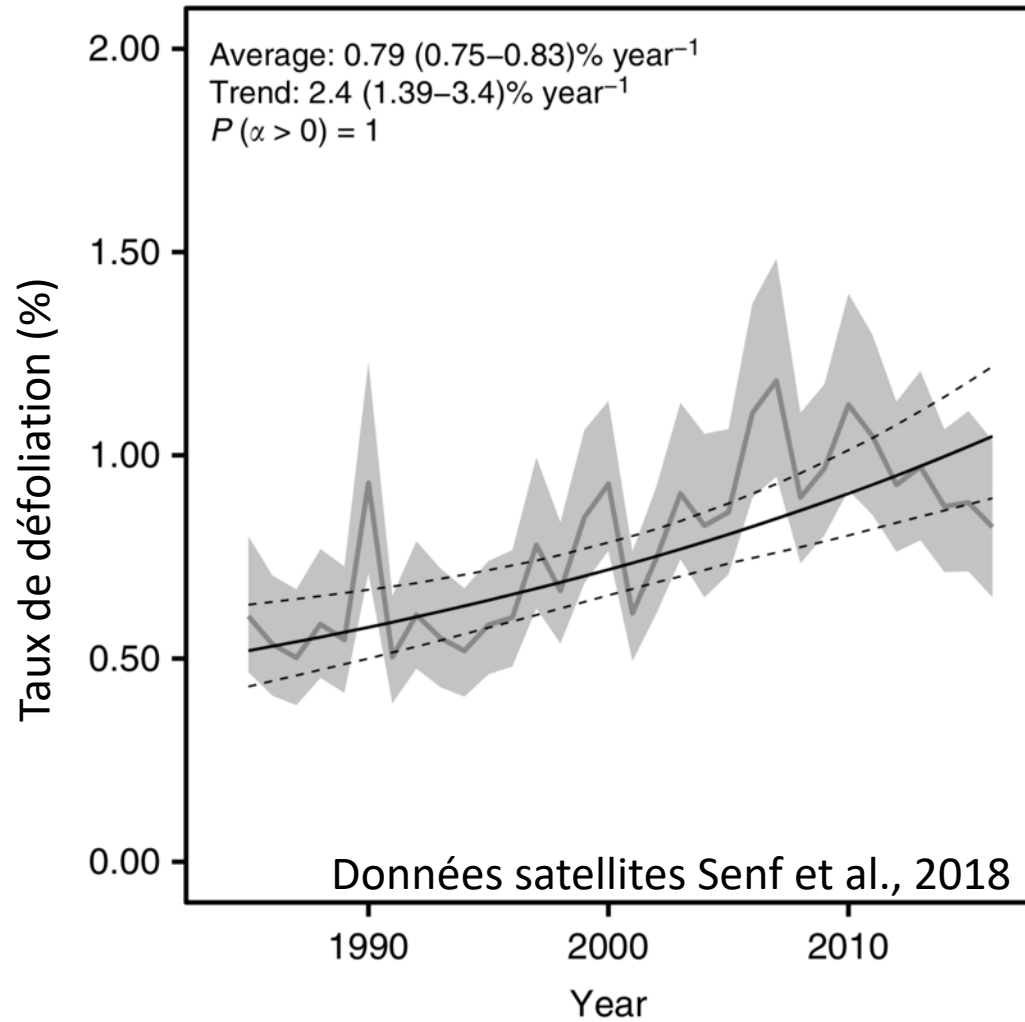 Average: 0.79 (0.75–0.83)% year⁻¹
Trend: 2.4 (1.39–3.4)% year⁻¹
P (α > 0) = 1
2.00
1.50
1.00
0.50
0.00
Taux de défoliation (%)
Données satellites Senf et al., 2018
1990 2000 2010
Year